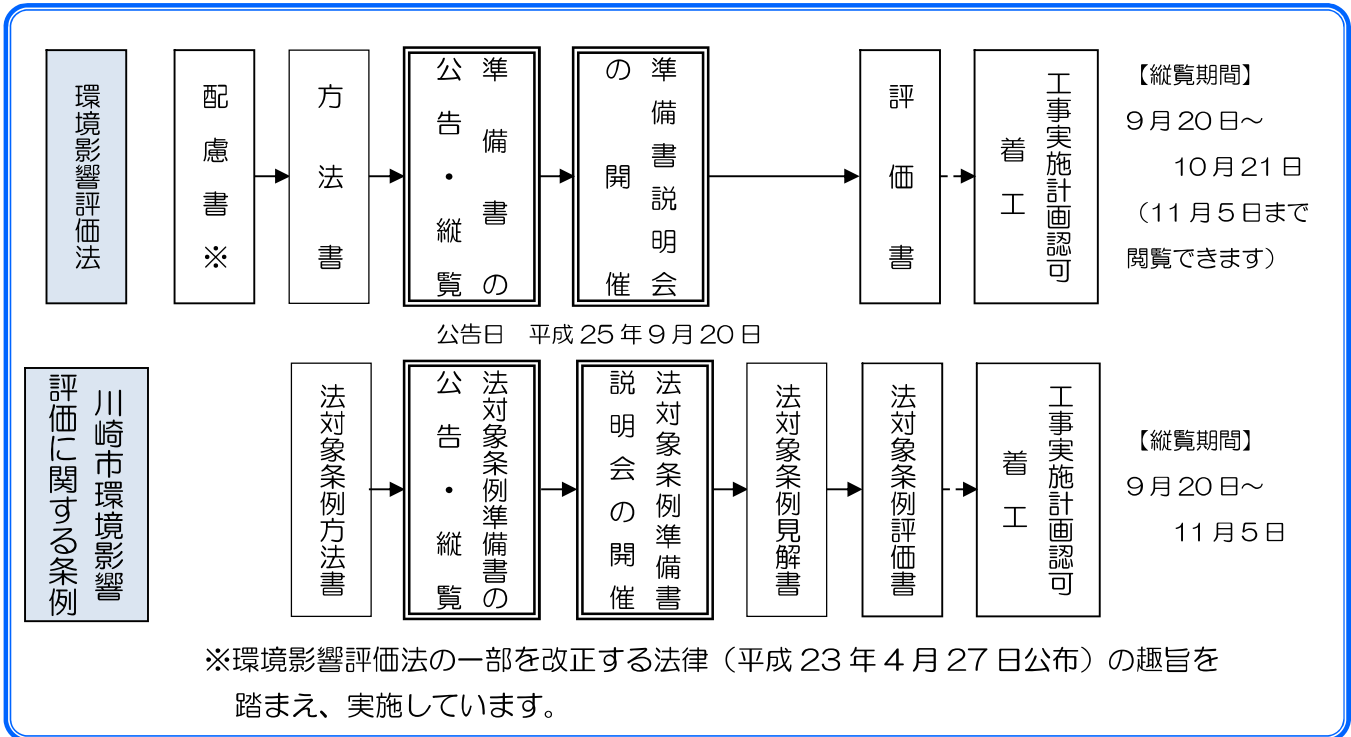 環境影響評価法
配慮書※
方法書
準備書の
公告・縦覧
準備書説明会
の開催
評価書
工事実施計画認可
着工
【縦覧期間】
9月20日～
10月21日
（11月5日まで
閲覧できます）
公告日　平成25年9月20日
川崎市環境影響
評価に関する条例
法対象条例方法書
法対象条例準備書の
公告・縦覧
法対象条例準備書
説明会の開催
法対象条例見解書
法対象条例評価書
工事実施計画認可
着工
【縦覧期間】
9月20日～
11月5日
※環境影響評価法の一部を改正する法律（平成23年4月27日公布）の趣旨を
踏まえ、実施しています。